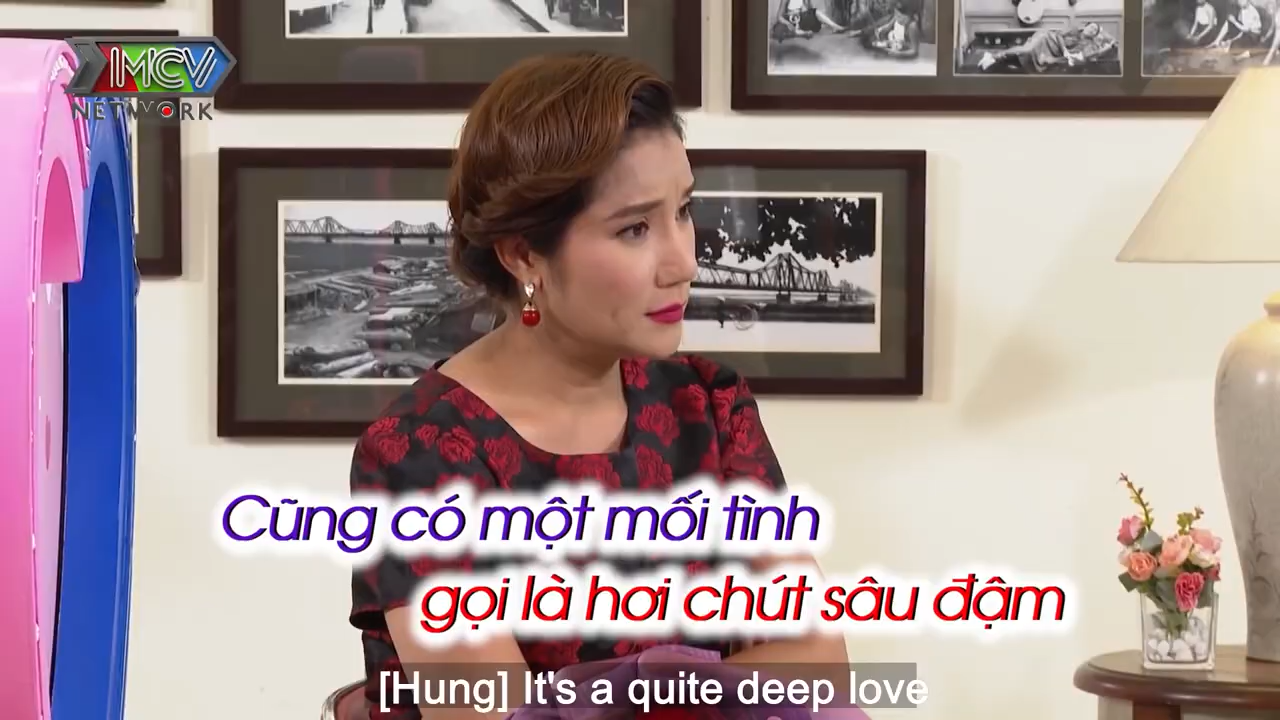 MCV
NETWORK
Cũng có một mối tình
gọi là hơi chút sâu đậm
[Hung] It's a quite deep love